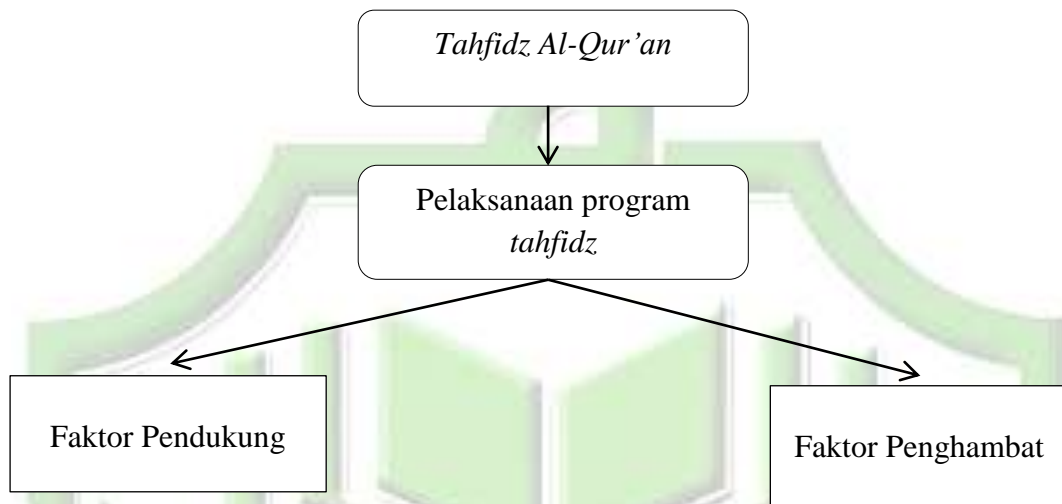 Tahfidz Al-Qur’an
Pelaksanaan program
tahfidz
Faktor Pendukung
Faktor Penghambat